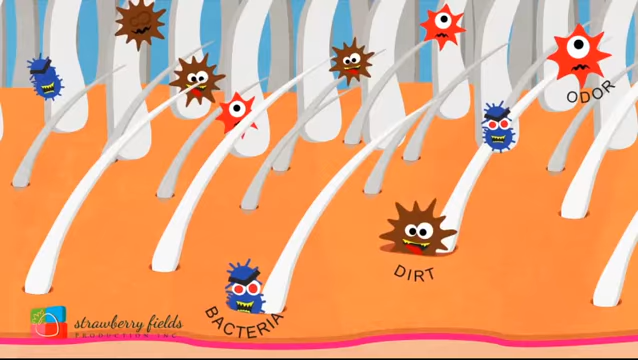 ODOR
DIRT
BACTERIA
strawberry fields
PRODUCTION INC